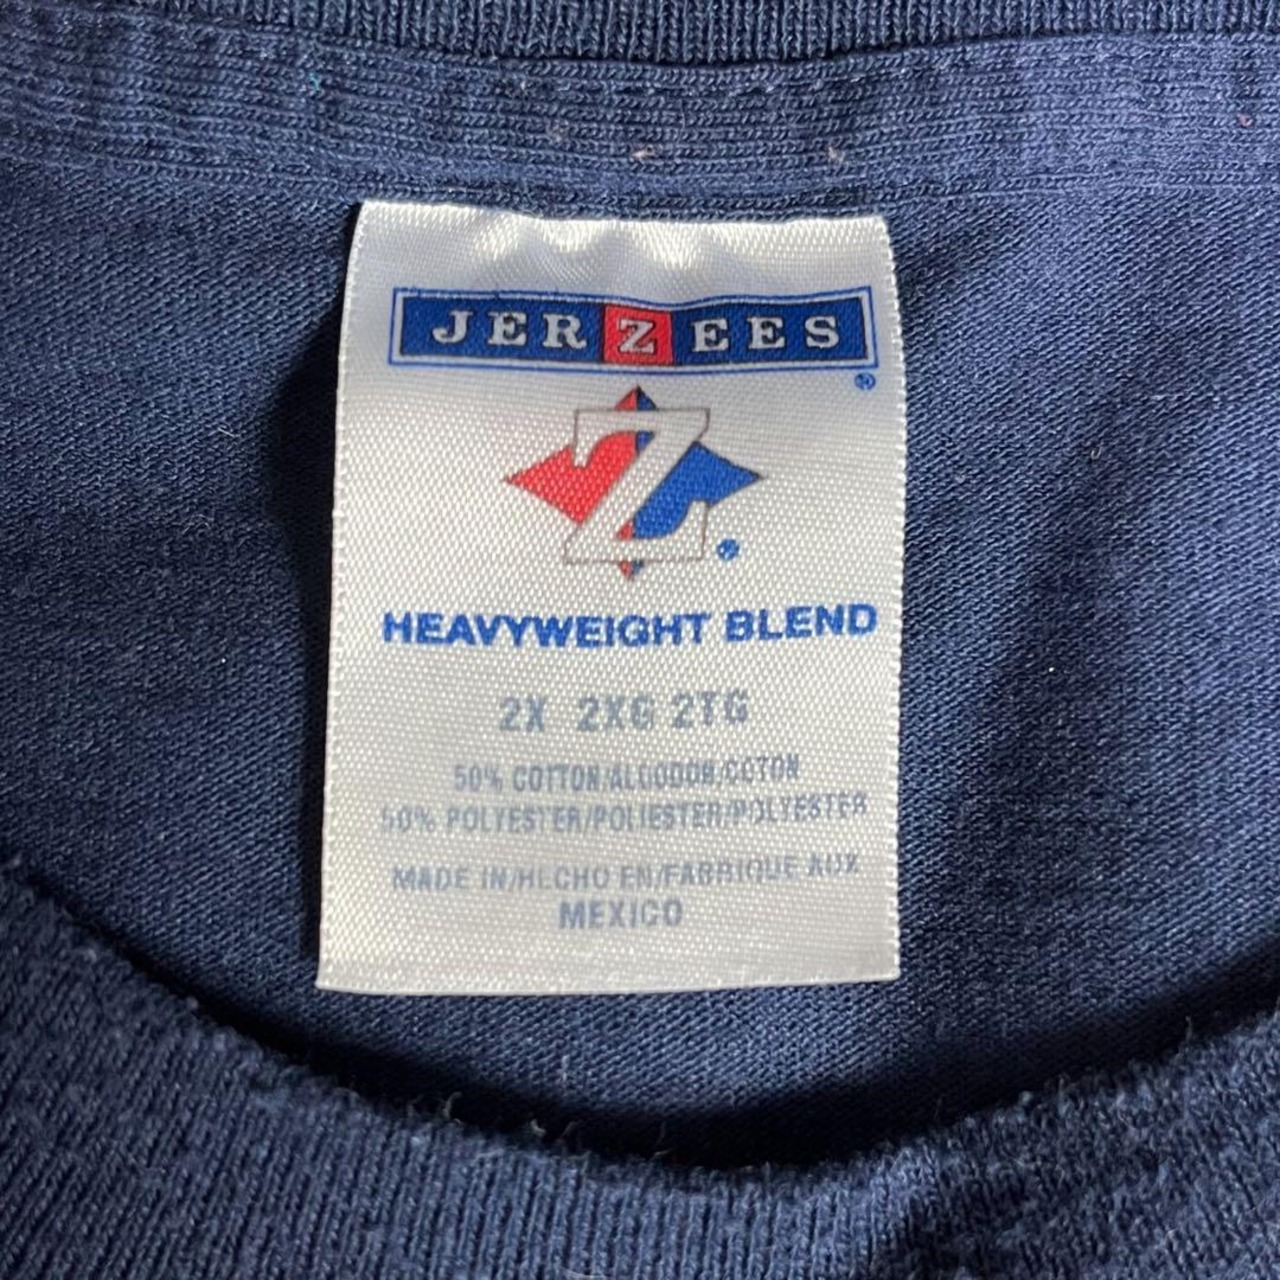 JERZEES
®
Z
®
HEAVYWEIGHT BLEND
2X 2XG 2TG
50% COTTON/ALGODON/COTON
50% POLYESTER/POLIESTER/POLYESTER
MADE IN/HECHO EN/FABRIQUE AUX
MEXICO